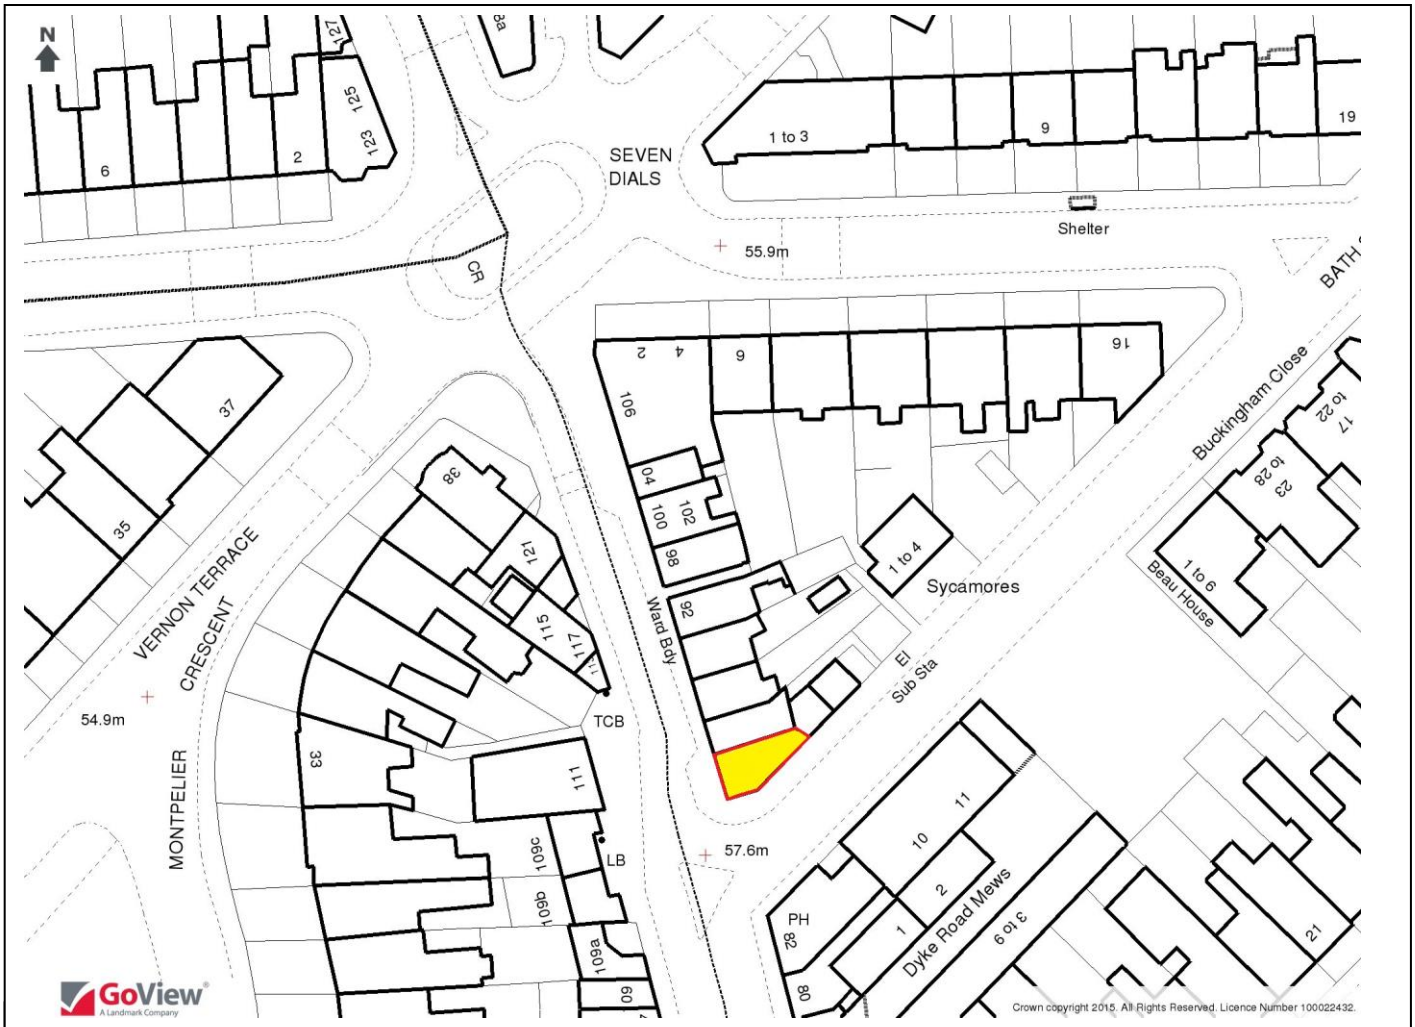 N
127
8a
125
123
6
2
SEVEN
DIALS
1 to 3
9
19
Shelter
CR
55.9m
BATH
2
4
6
16
106
37
Buckingham Close
17
to 22
38
04
102
100
23
to 28
35
121
98
1 to 4
1 to 6
Beau House
Sycamores
VERNON TERRACE
92
Ward Bdy
115
117
CRESCENT
El
Sub Sta
54.9m
TCB
33
111
MONTPELIER
11
57.6m
10
109c
LB
2
109b
PH
82
1
Dyke Road Mews
3 to 9
21
109a
80
109
GoView
A Landmark Company
Crown copyright 2015. All Rights Reserved. Licence Number 100022432.